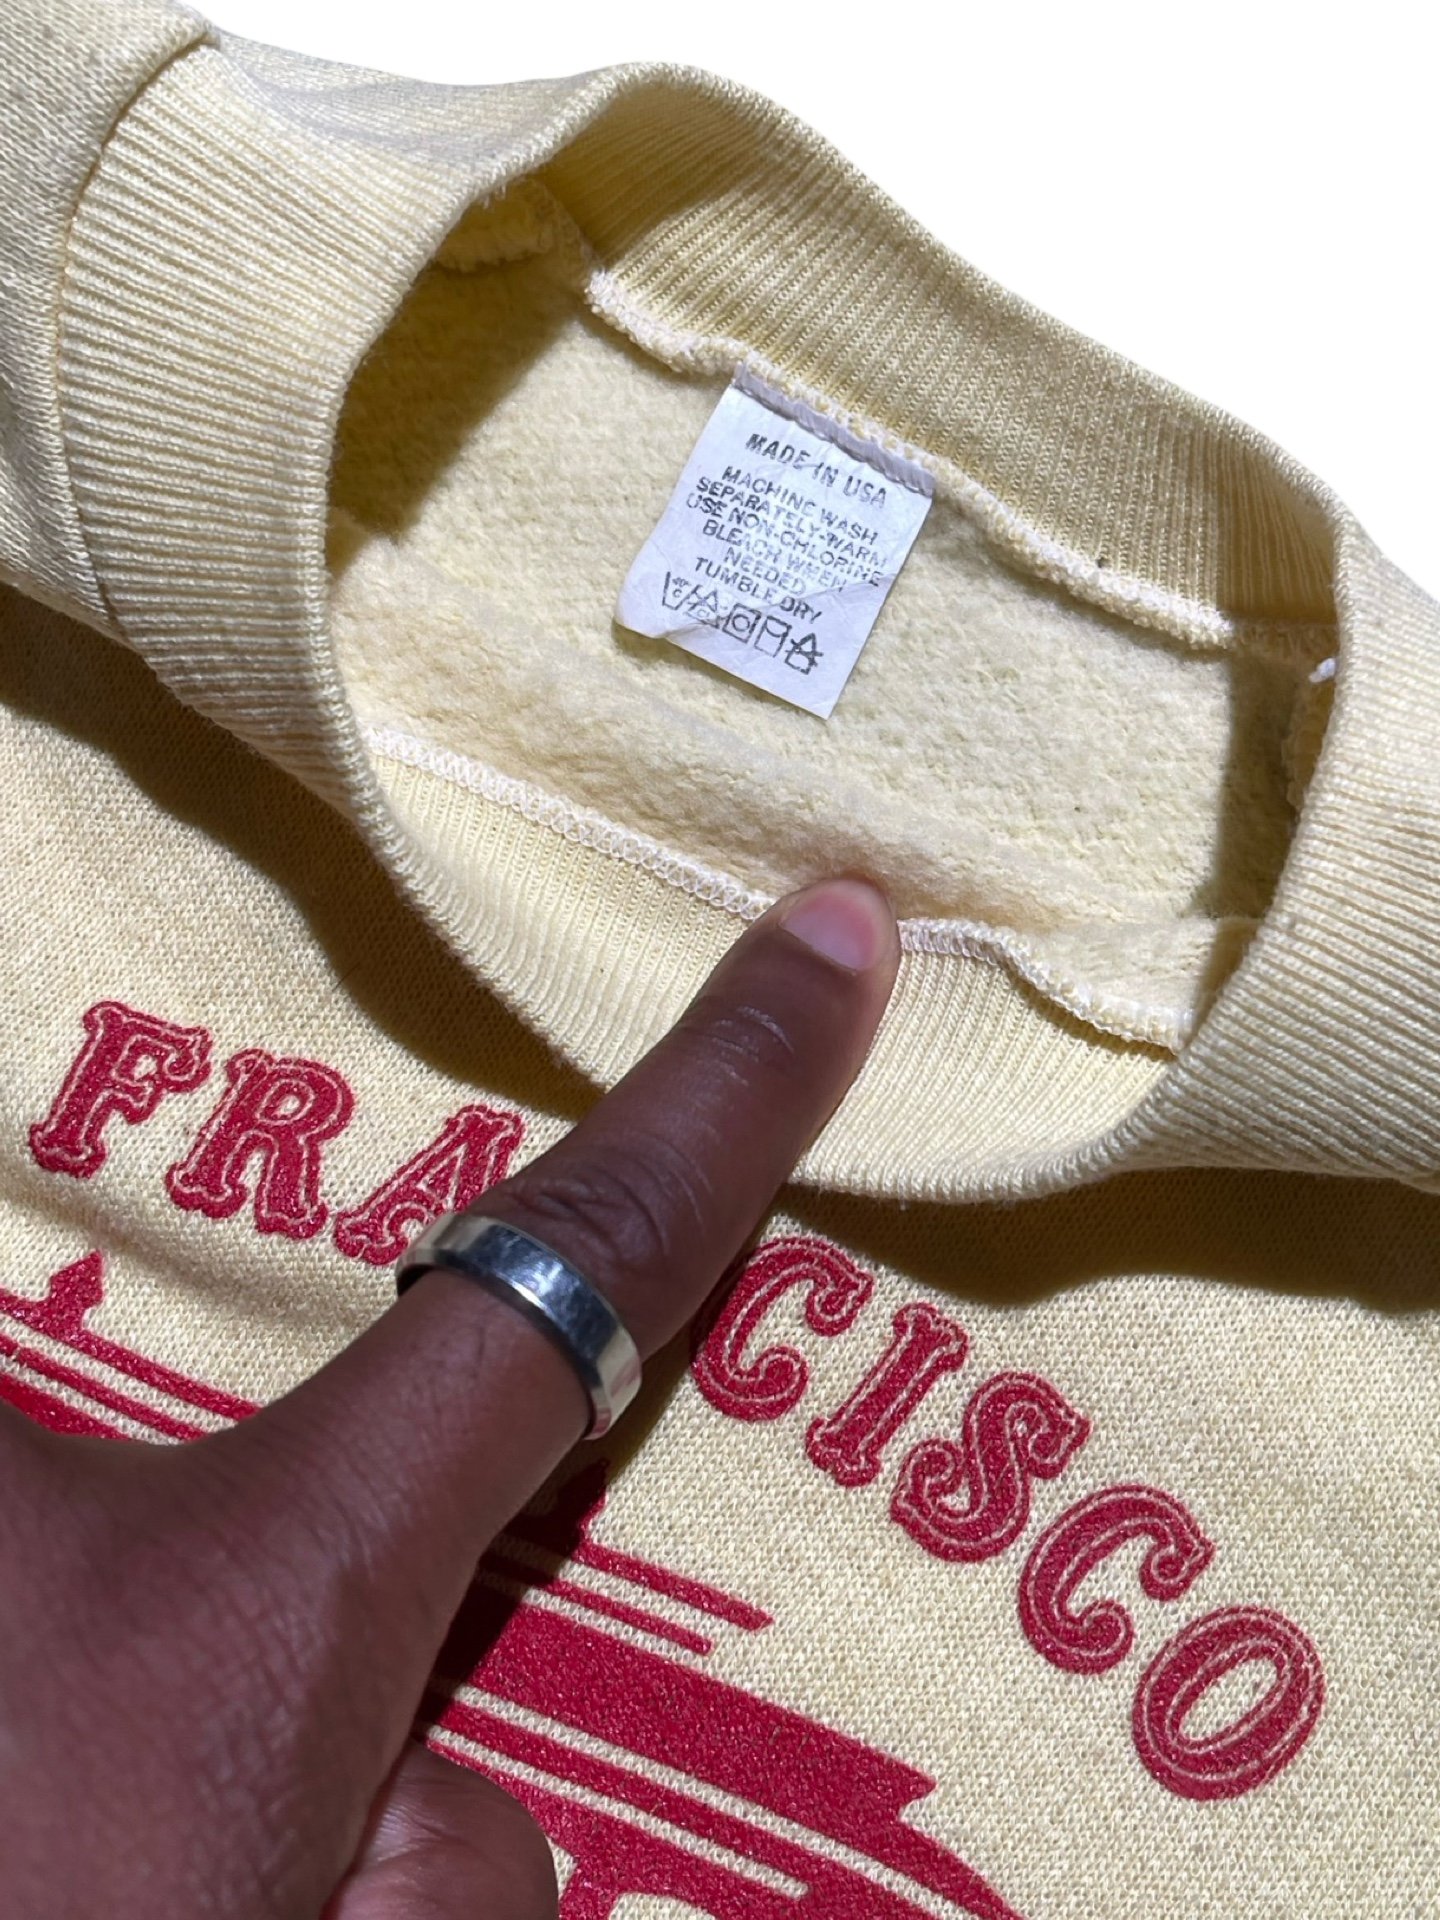 MADE IN USA
MACHINE WASH
SEPARATELY-WARM
USE NON-CHLORINE
BLEACH WHEN
NEEDED
TUMBLE DRY
FRA CISCO